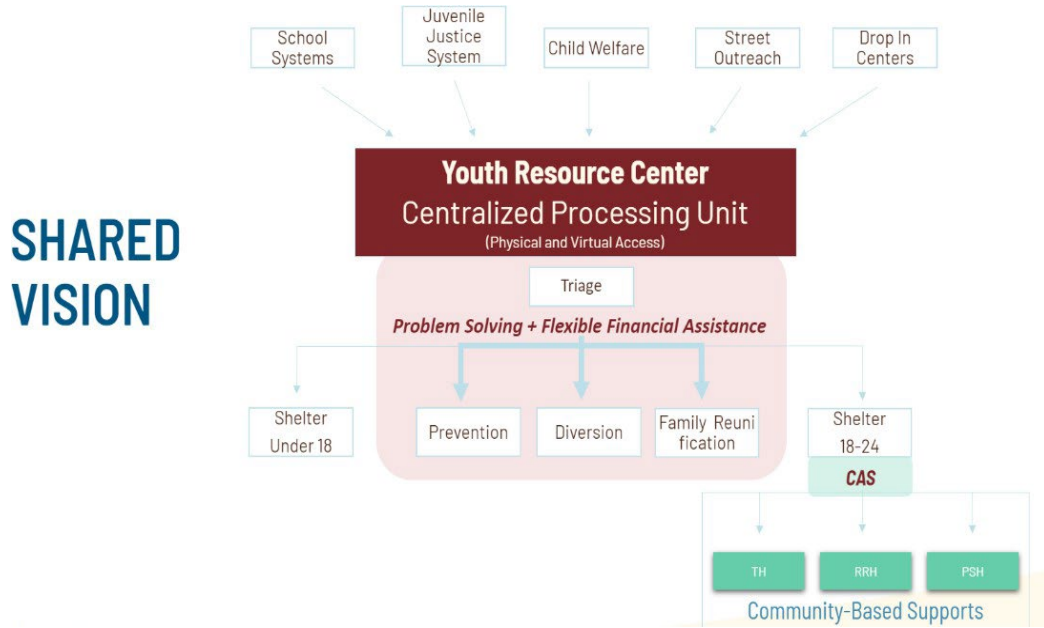 School
Systems
Juvenile
Justice
System
Child Welfare
Street
Outreach
Drop In
Centers
SHARED
VISION
Youth Resource Center
Centralized Processing Unit
(Physical and Virtual Access)
Triage
Problem Solving + Flexible Financial Assistance
Shelter
Under 18
Prevention
Diversion
Family Reuni
fication
Shelter
18-24
CAS
TH
RRH
PSH
Community-Based Supports